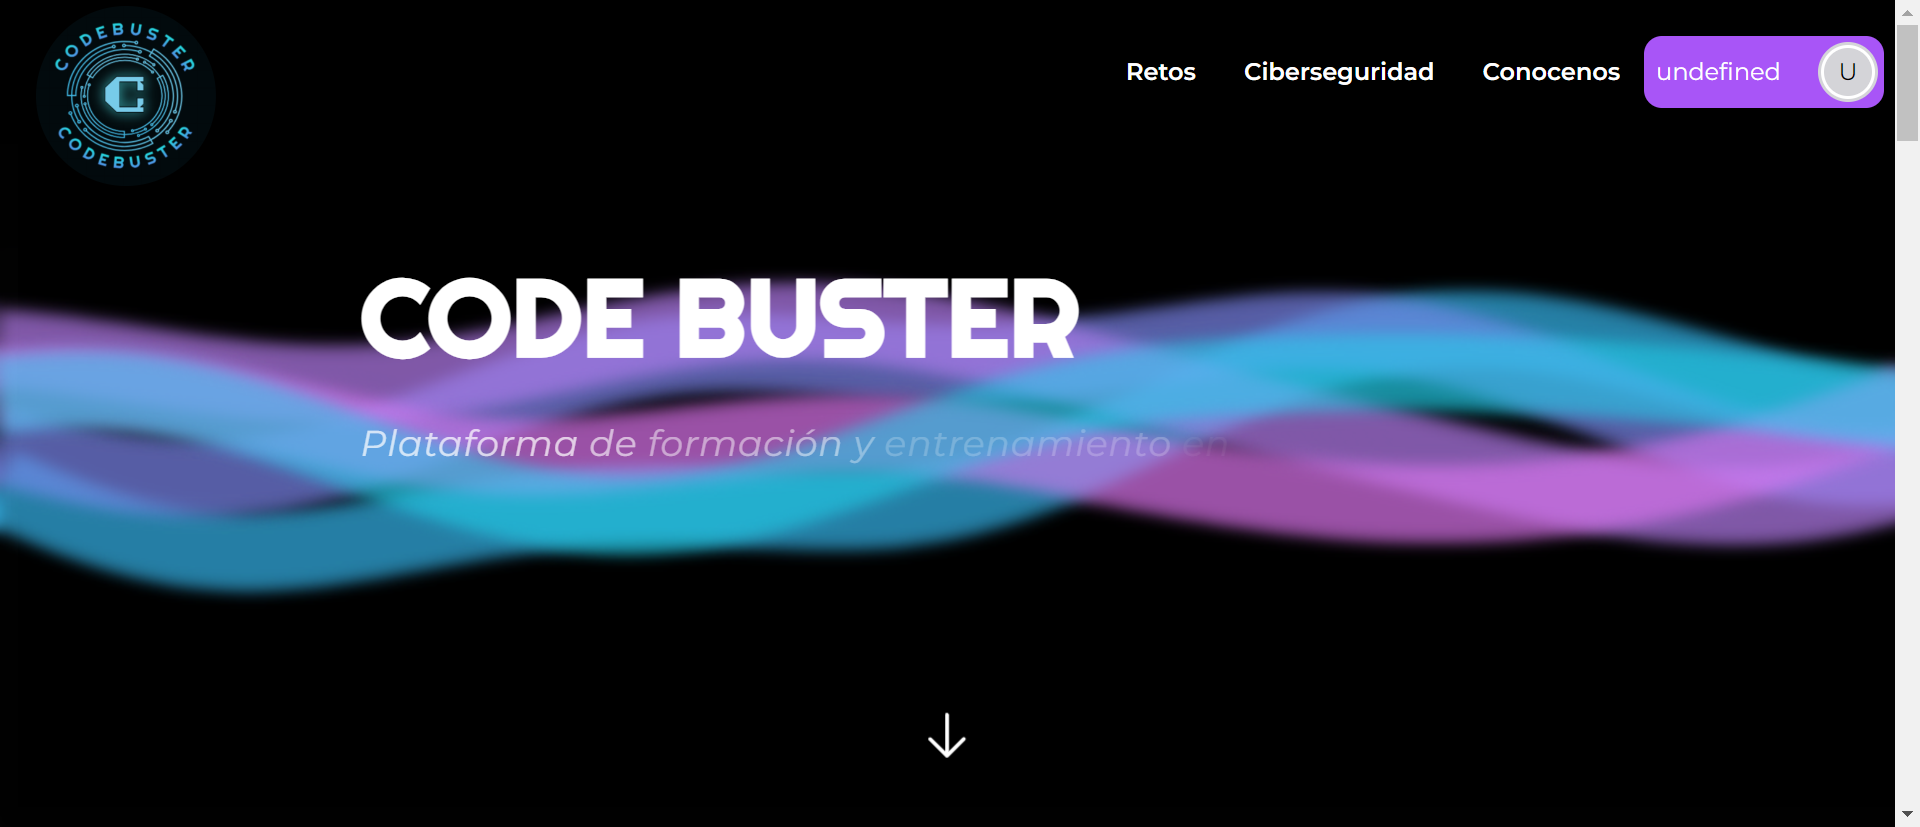 CODEBUSTER
C
CODEBUSTER
Retos Ciberseguridad Conocenos undefined U
CODE BUSTER
Plataforma de formación y entrenamiento en